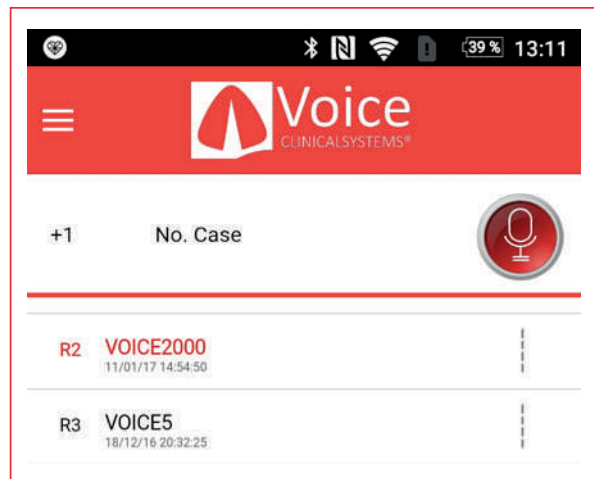 39 % 13:11
Voice
CLINICALSYSTEMS®
+1 No. Case
R2 VOICE2000
11/01/17 14:54:50
R3 VOICE5
18/12/16 20:32:25